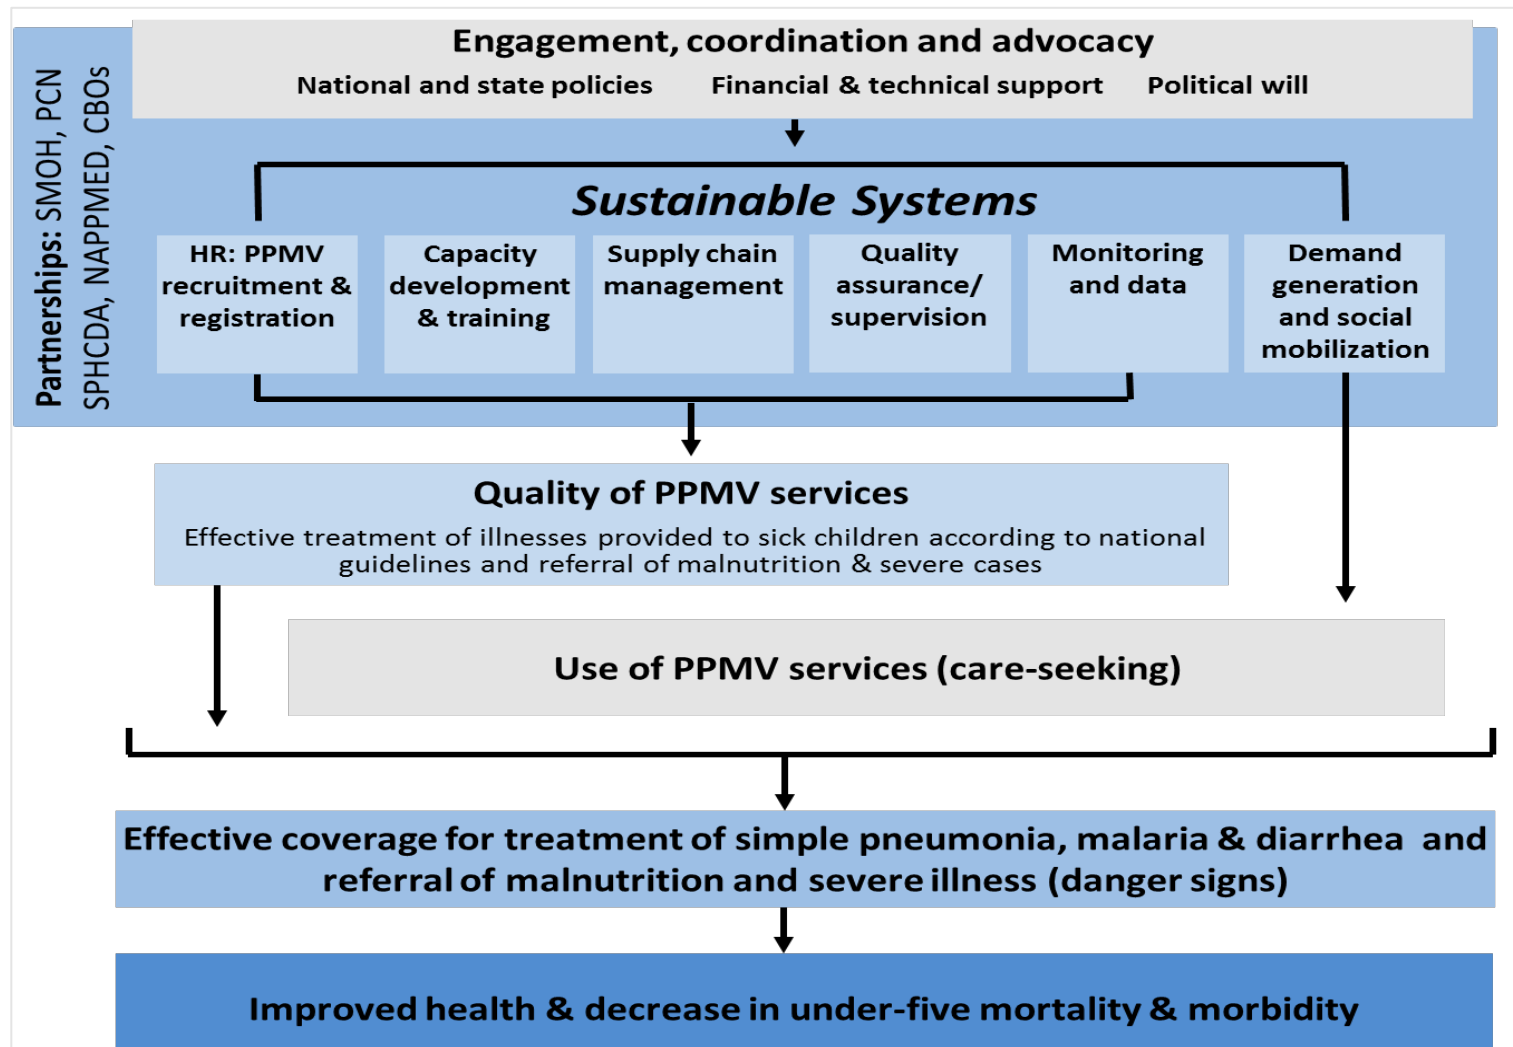 Engagement, coordination and advocacy
National and state policies Financial & technical support Political will
Partnerships: SMOH, PCN
SPHCDA, NAPPMED, CBOs
Sustainable Systems
HR: PPMV
recruitment &
registration
Capacity
development
& training
Supply chain
management
Quality
assurance/
supervision
Monitoring
and data
Demand
generation
and social
mobilization
Quality of PPMV services
Effective treatment of illnesses provided to sick children according to national
guidelines and referral of malnutrition & severe cases
Use of PPMV services (care-seeking)
Effective coverage for treatment of simple pneumonia, malaria & diarrhea and
referral of malnutrition and severe illness (danger signs)
Improved health & decrease in under-five mortality & morbidity